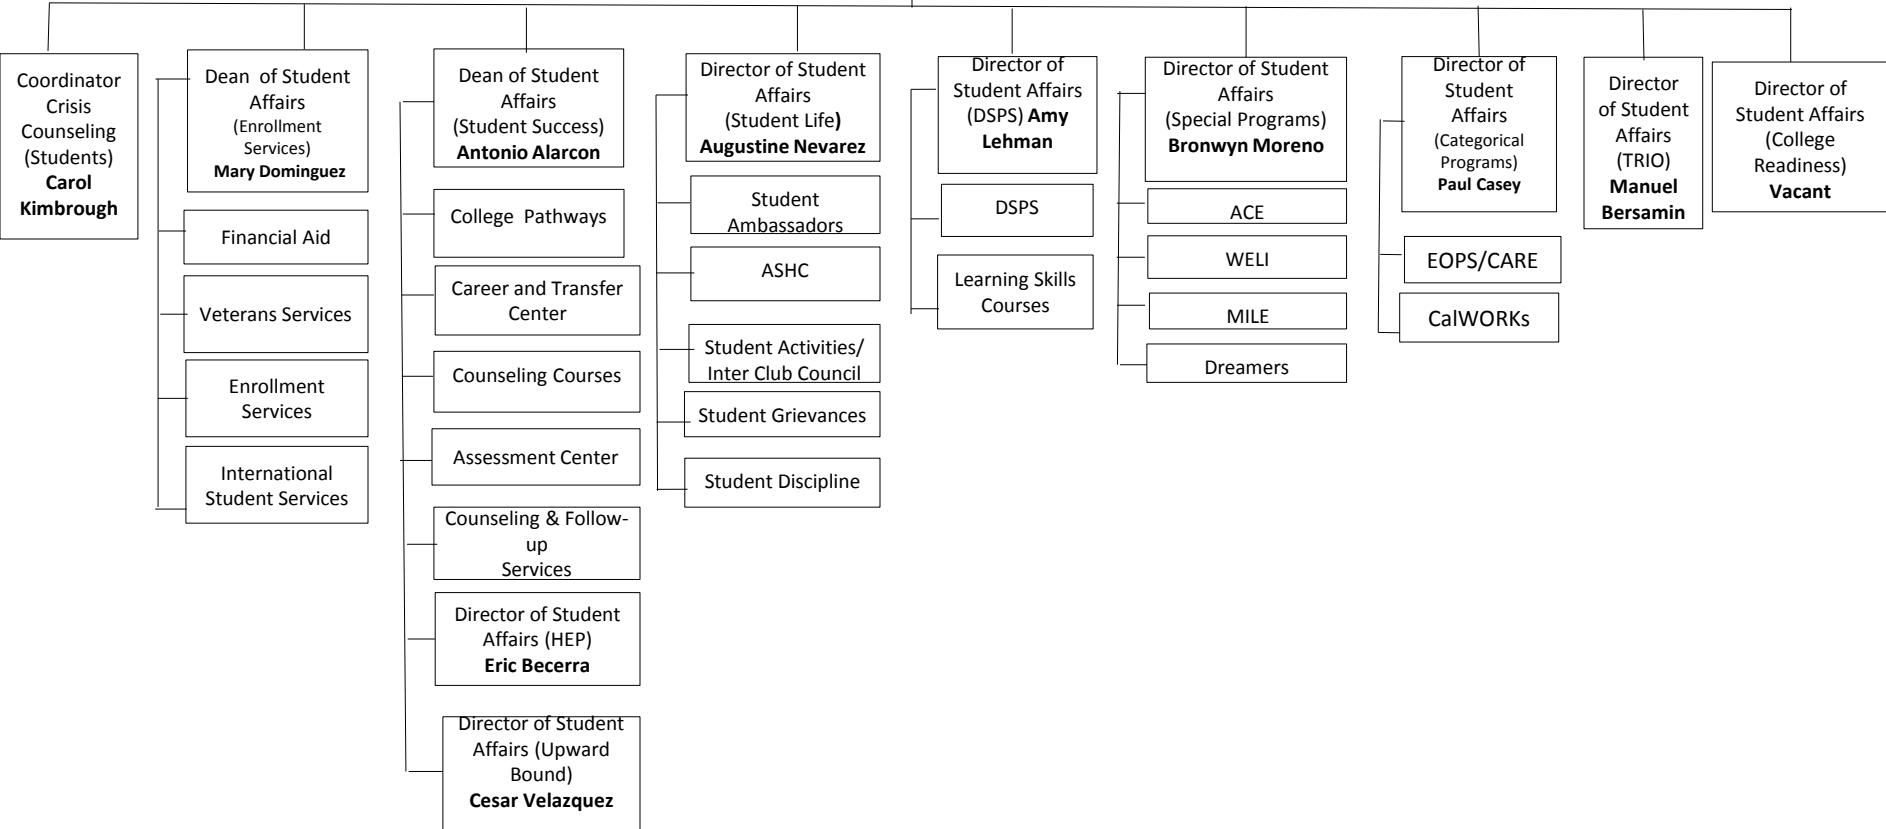 Coordinator
Crisis
Counseling
(Students)
Carol
Kimbrough
Dean of Student
Affairs
(Enrollment
Services)
Mary Dominguez
Financial Aid
Veterans Services
Enrollment
Services
International
Student Services
Dean of Student
Affairs
(Student Success)
Antonio Alarcon
College Pathways
Career and Transfer
Center
Counseling Courses
Assessment Center
Counseling & Follow-
up
Services
Director of Student
Affairs (HEP)
Eric Becerra
Director of Student
Affairs (Upward
Bound)
Cesar Velazquez
Director of Student
Affairs
(Student Life)
Augustine Nevarez
Student
Ambassadors
ASHC
Student Activities/
Inter Club Council
Student Grievances
Student Discipline
Director of
Student Affairs
(DSPS) Amy
Lehman
DSPS
Learning Skills
Courses
Director of Student
Affairs
(Special Programs)
Bronwyn Moreno
ACE
WELI
MILE
Dreamers
Director of
Student
Affairs
(Categorical
Programs)
Paul Casey
EOPS/CARE
CalWORKs
Director
of Student
Affairs
(TRIO)
Manuel
Bersamin
Director of
Student Affairs
(College
Readiness)
Vacant